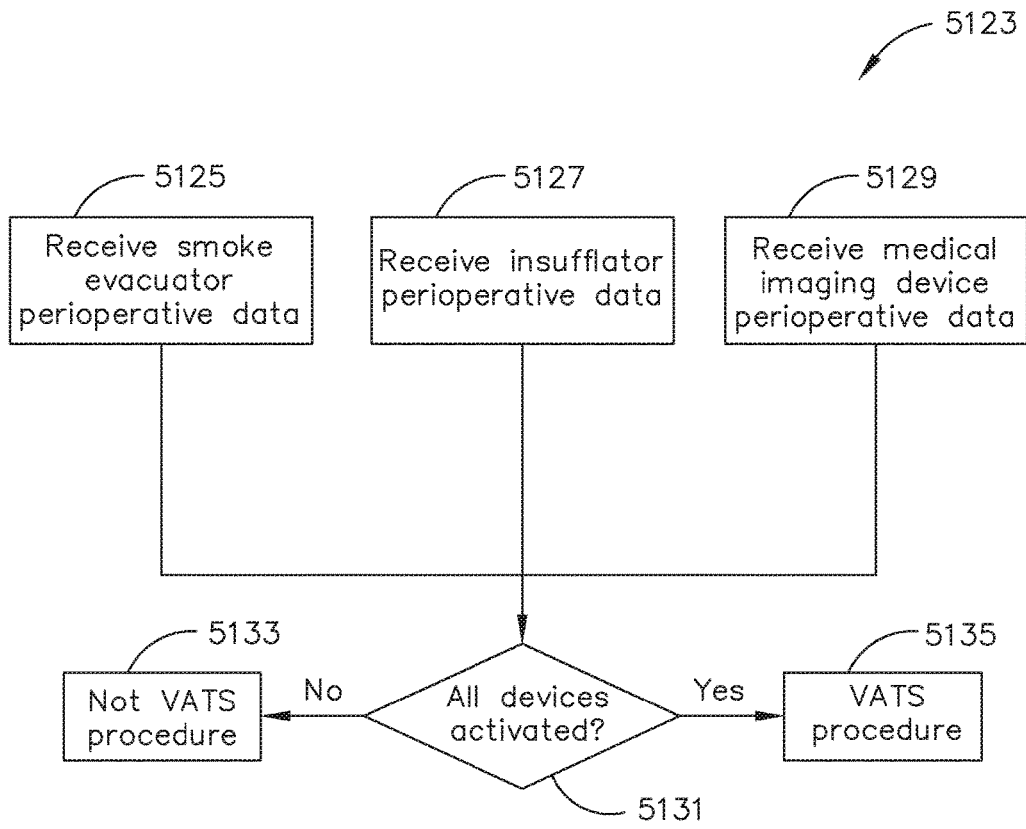 5123
5125
5127
5129
Receive smoke
evacuator
perioperative data
Receive insufflator
perioperative data
Receive medical
imaging device
perioperative data
5133
5135
Not VATS
procedure
No
All devices
activated?
Yes
VATS
procedure
5131